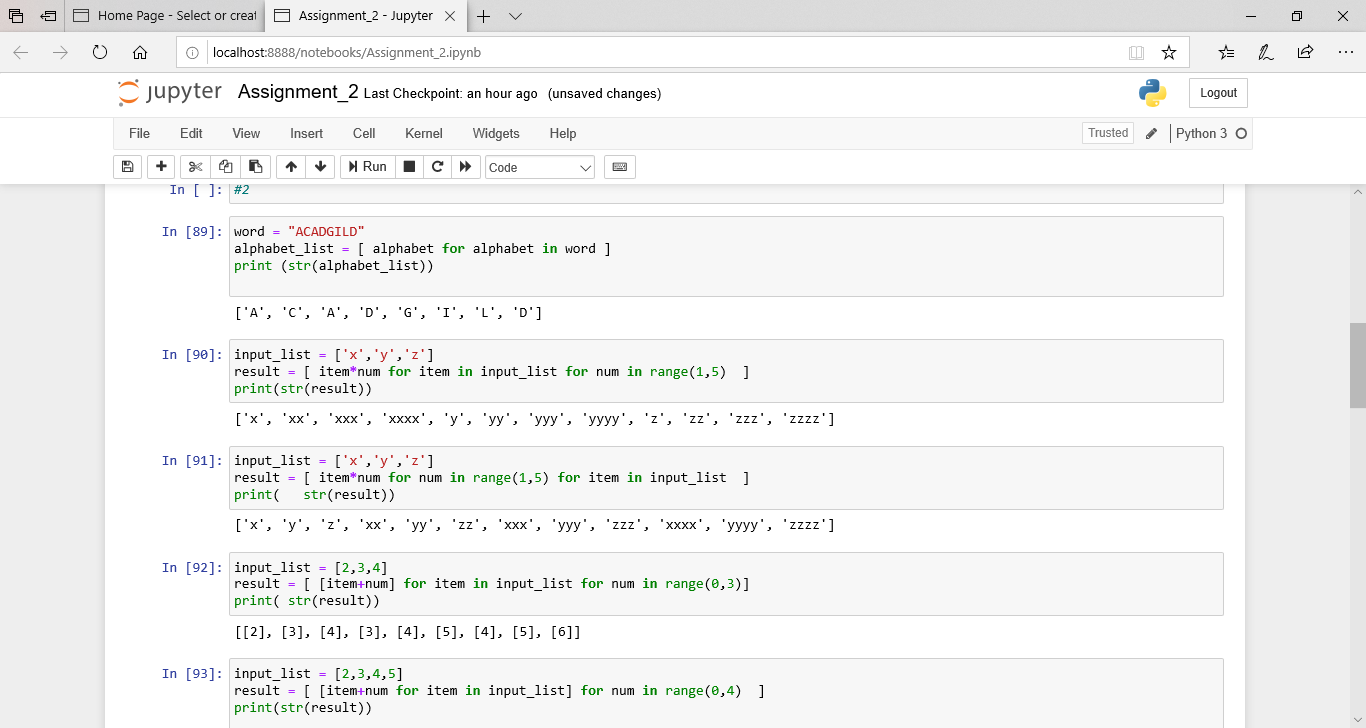 Home Page - Select or creat
Assignment_2 - Jupyter
localhost:8888/notebooks/Assignment_2.ipynb
jupyter Assignment_2 Last Checkpoint: an hour ago (unsaved changes)
Logout
File Edit View Insert Cell Kernel Widgets Help
Trusted Python 3
Run Code
In [ ]: #2
In [89]: word = "ACADGILD"
alphabet_list = [ alphabet for alphabet in word ]
print (str(alphabet_list))
['A', 'C', 'A', 'D', 'G', 'I', 'L', 'D']
In [90]: input_list = ['x','y','z']
result = [ item*num for item in input_list for num in range(1,5)  ]
print(str(result))
['x', 'xx', 'xxx', 'xxxx', 'y', 'yy', 'yyy', 'yyyy', 'z', 'zz', 'zzz', 'zzzz']
In [91]: input_list = ['x','y','z']
result = [ item*num for num in range(1,5) for item in input_list  ]
print(   str(result))
['x', 'y', 'z', 'xx', 'yy', 'zz', 'xxx', 'yyy', 'zzz', 'xxxx', 'yyyy', 'zzzz']
In [92]: input_list = [2,3,4]
result = [ [item+num] for item in input_list for num in range(0,3)]
print( str(result))
[[2], [3], [4], [3], [4], [5], [4], [5], [6]]
In [93]: input_list = [2,3,4,5]
result = [ [item+num for item in input_list] for num in range(0,4)  ]
print(str(result))